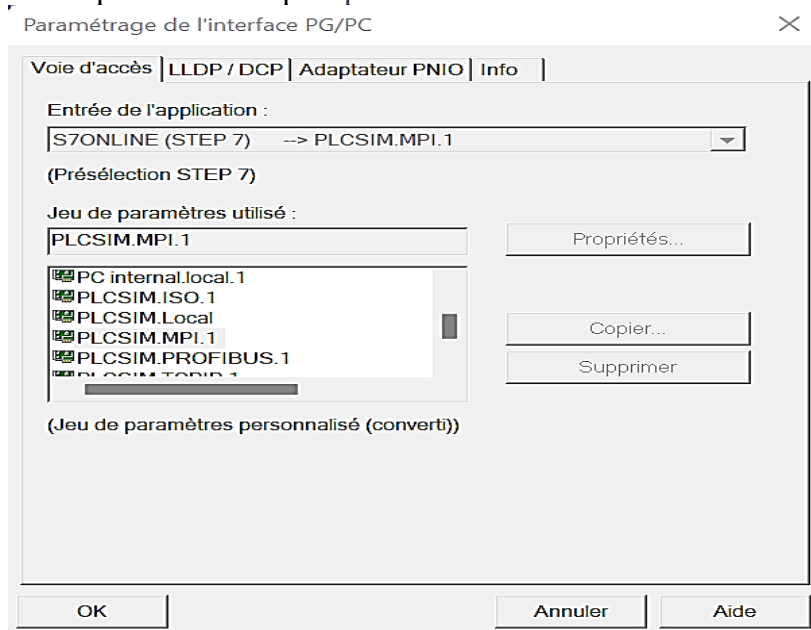 Paramétrage de l'interface PG/PC
Voie d'accès LLDP / DCP Adaptateur PNIO Info
Entrée de l'application :
S7ONLINE (STEP 7) --> PLCSIM.MPI.1
(Présélection STEP 7)
Jeu de paramètres utilisé :
PLCSIM.MPI.1
Propriétés...
PC internal.local.1
PLCSIM.ISO.1
PLCSIM.Local
PLCSIM.MPI.1
PLCSIM.PROFIBUS.1
Copier...
Supprimer
(Jeu de paramètres personnalisé (converti))
OK
Annuler
Aide